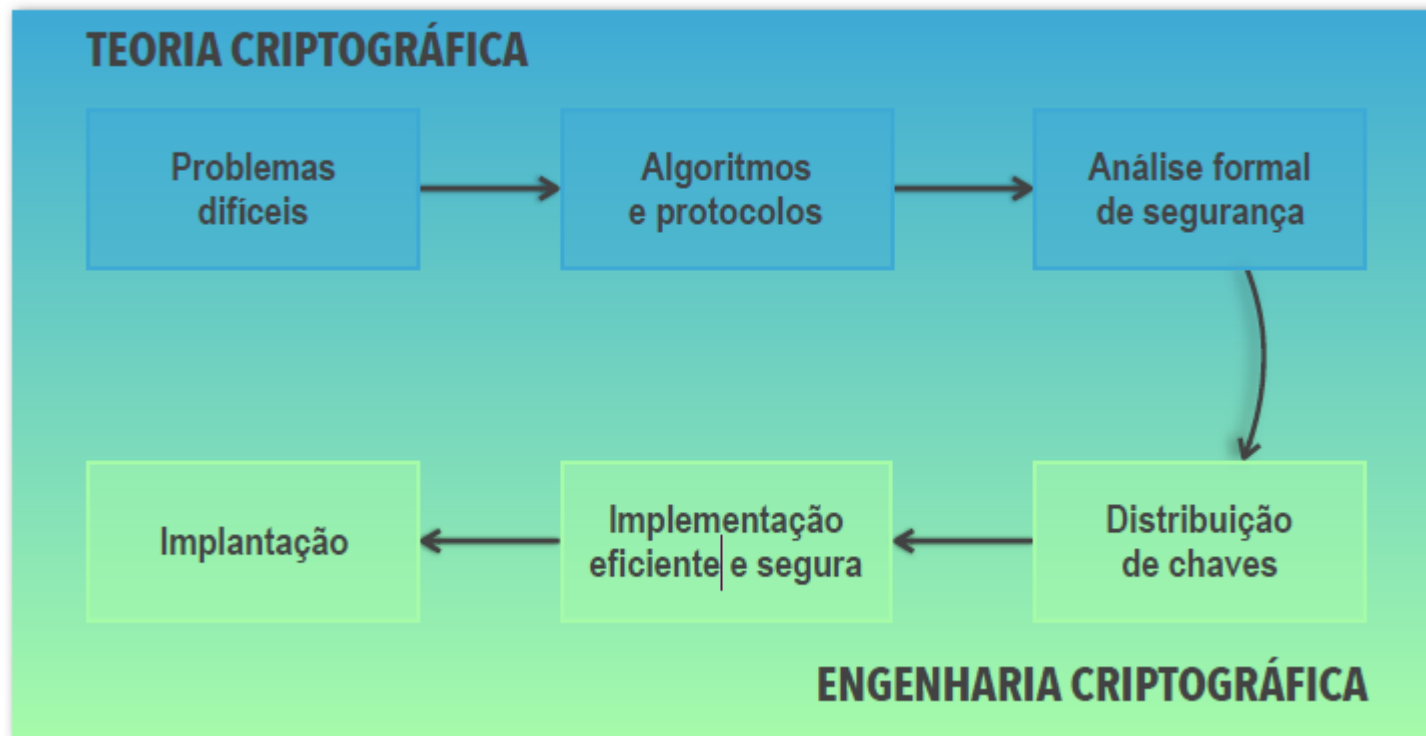 TEORIA CRIPTOGRÁFICA
Problemas
difíceis
Algoritmos
e protocolos
Análise formal
de segurança
Distribuição
de chaves
Implementação
eficiente e segura
Implantação
ENGENHARIA CRIPTOGRÁFICA